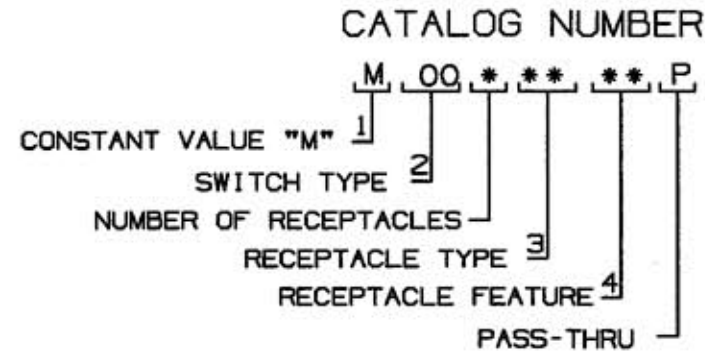 CATALOG NUMBER
M 00 * ** ** P
CONSTANT VALUE "M" 1
SWITCH TYPE 2
NUMBER OF RECEPTACLES
RECEPTACLE TYPE 3
RECEPTACLE FEATURE 4
PASS-THRU